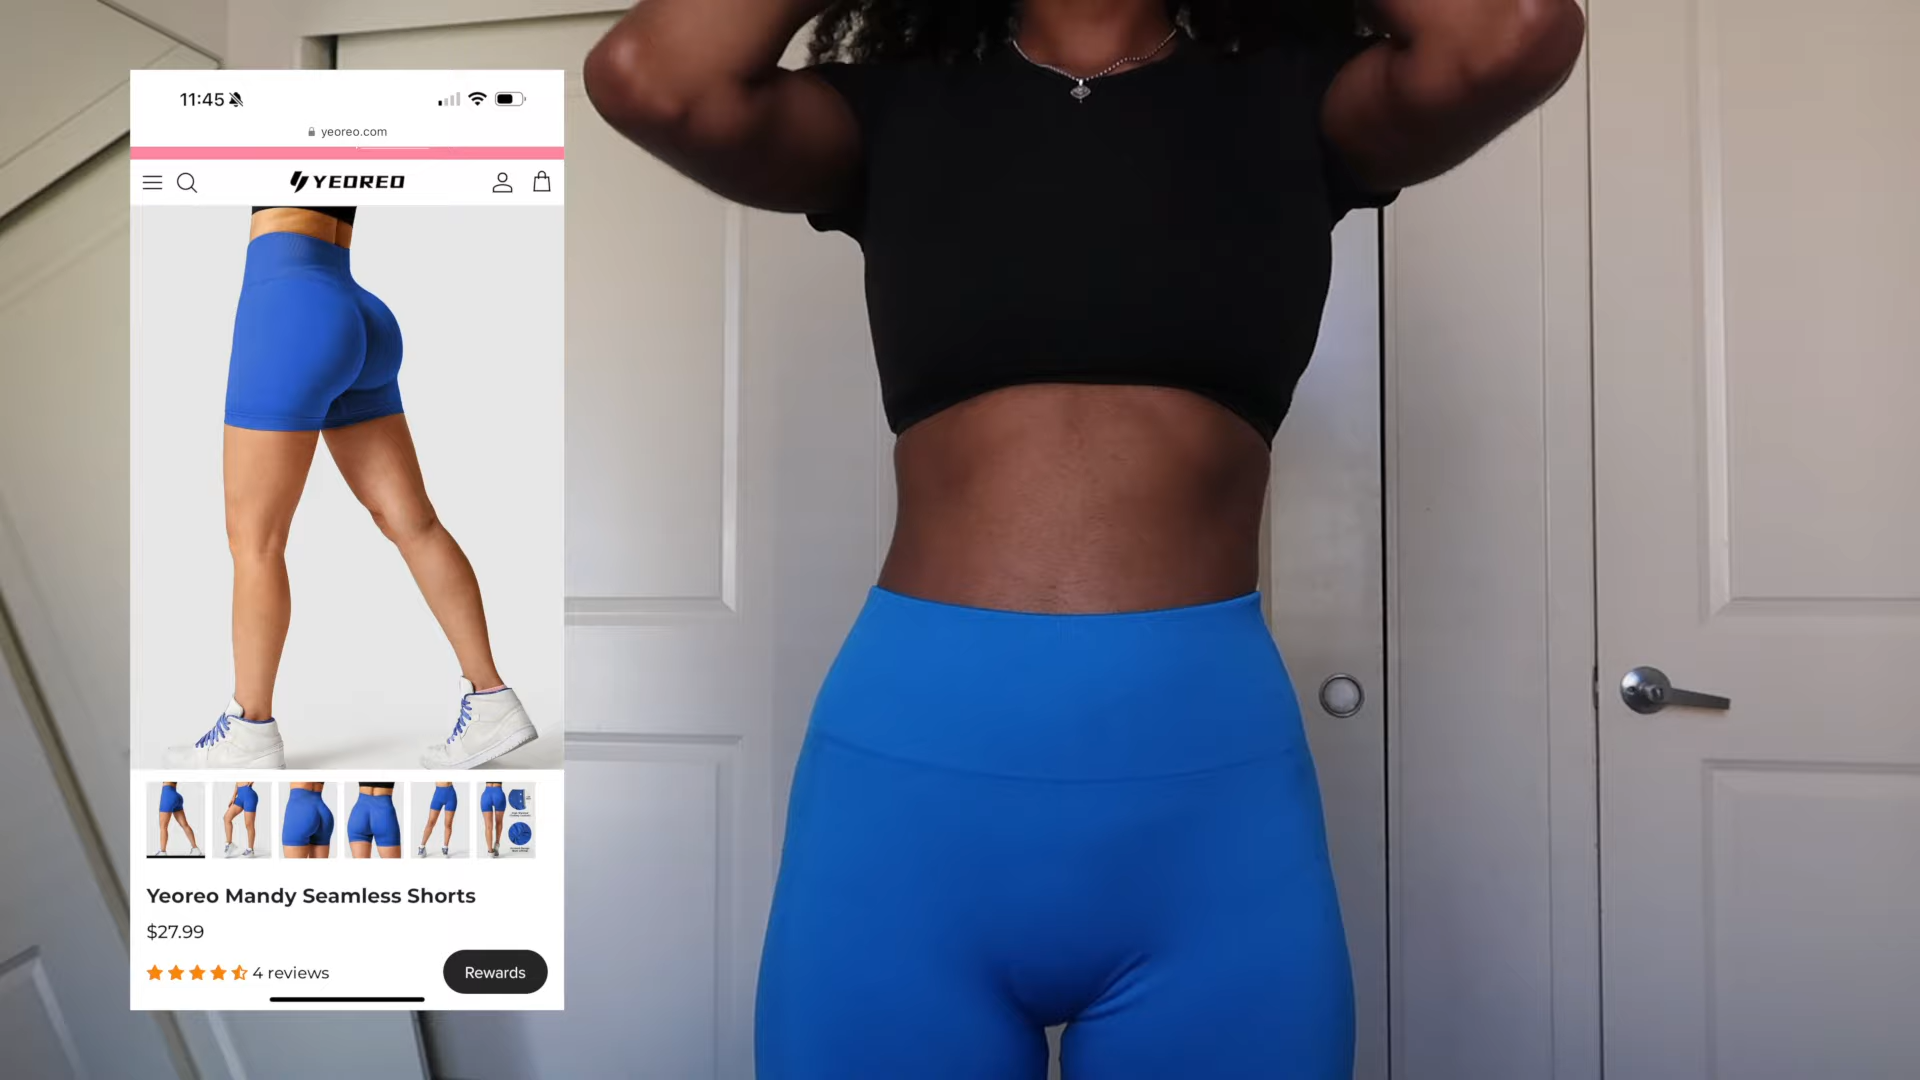 11:45
yeoreo.com
YEOREO
Yeoreo Mandy Seamless Shorts
$27.99
4 reviews
Rewards